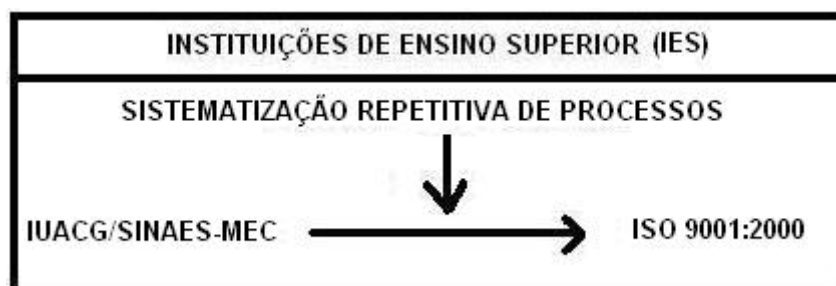 INSTITUIÇÕES DE ENSINO SUPERIOR (IES)
SISTEMATIZAÇÃO REPETITIVA DE PROCESSOS
IUACG/SINAES-MEC ISO 9001:2000